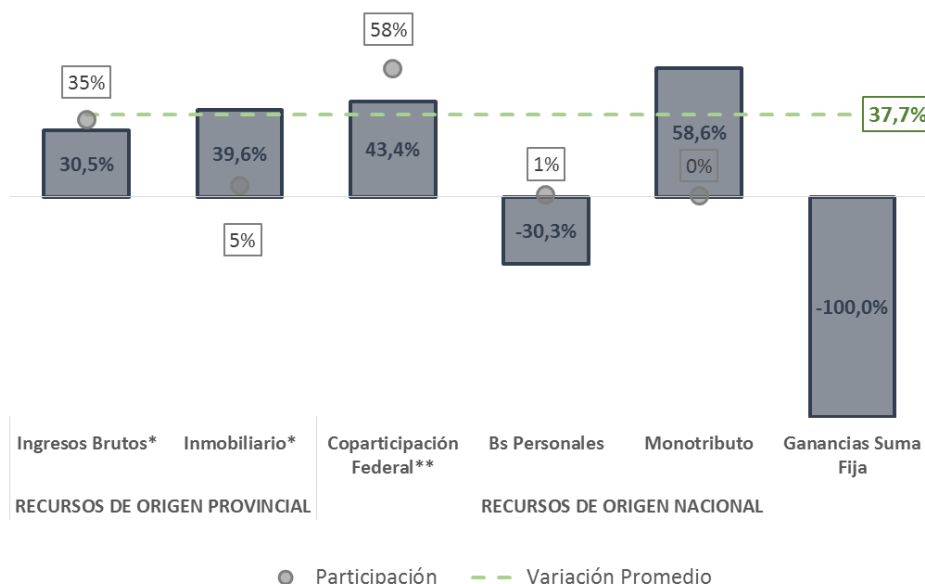 58%
35%
37,7%
58,6%
43,4%
39,6%
30,5%
1%
0%
5%
-30,3%
-100,0%
Ingresos Brutos*
Inmobiliario*
Coparticipación
Federal**
Bs Personales
Monotributo
Ganancias Suma
Fija
RECURSOS DE ORIGEN PROVINCIAL
RECURSOS DE ORIGEN NACIONAL
Participación
Variación Promedio